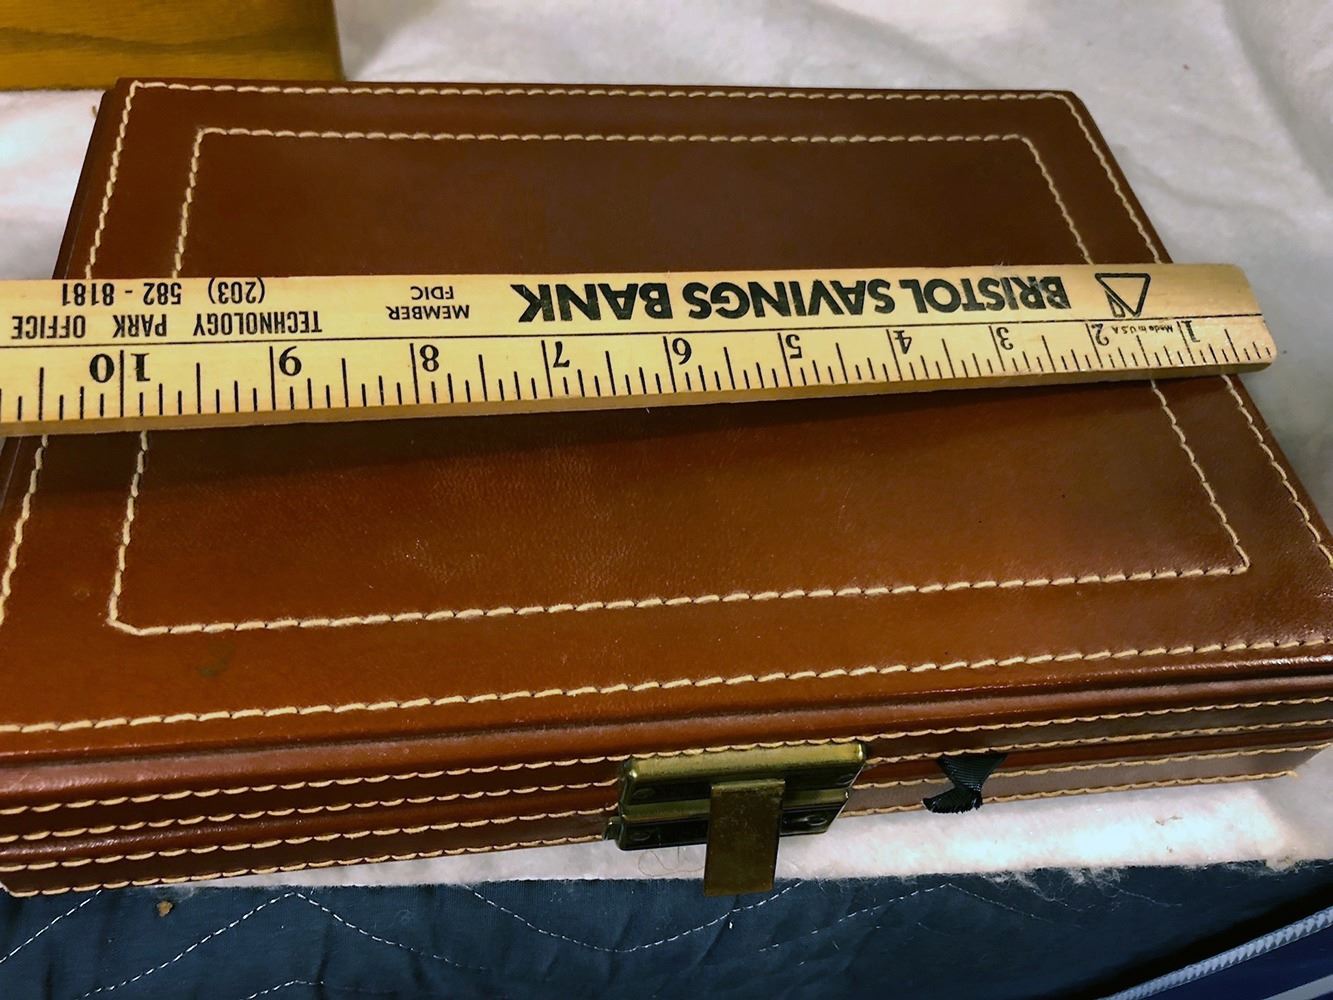 BRISTOL SAVINGS BANK
MEMBER
FDIC
TECHNOLOGY PARK OFFICE
(203) 582 - 8181
Made in U.S.A
1 2 3 4 5 6 7 8 9 10